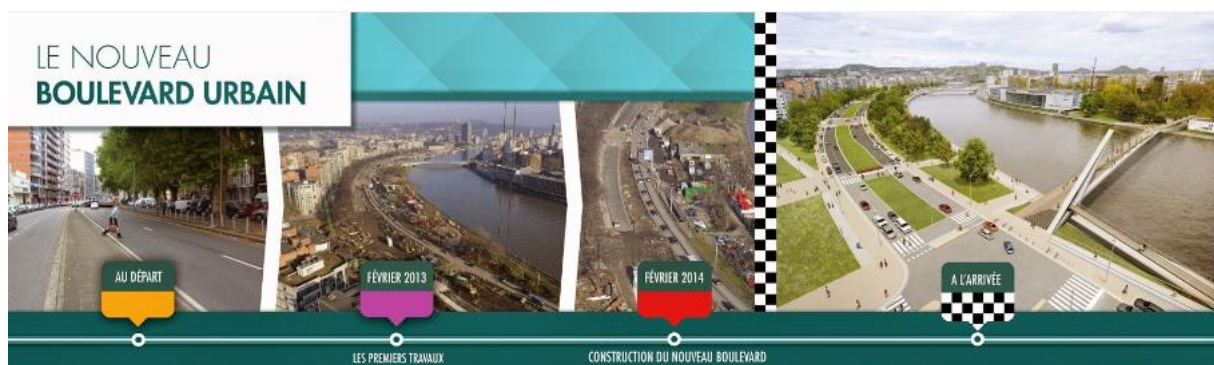 LE NOUVEAU
BOULEVARD URBAIN
AU DÉPART
FÉVRIER 2013
FÉVRIER 2014
A L'ARRIVÉE
LES PREMIERS TRAVAUX
CONSTRUCTION DU NOUVEAU BOULEVARD